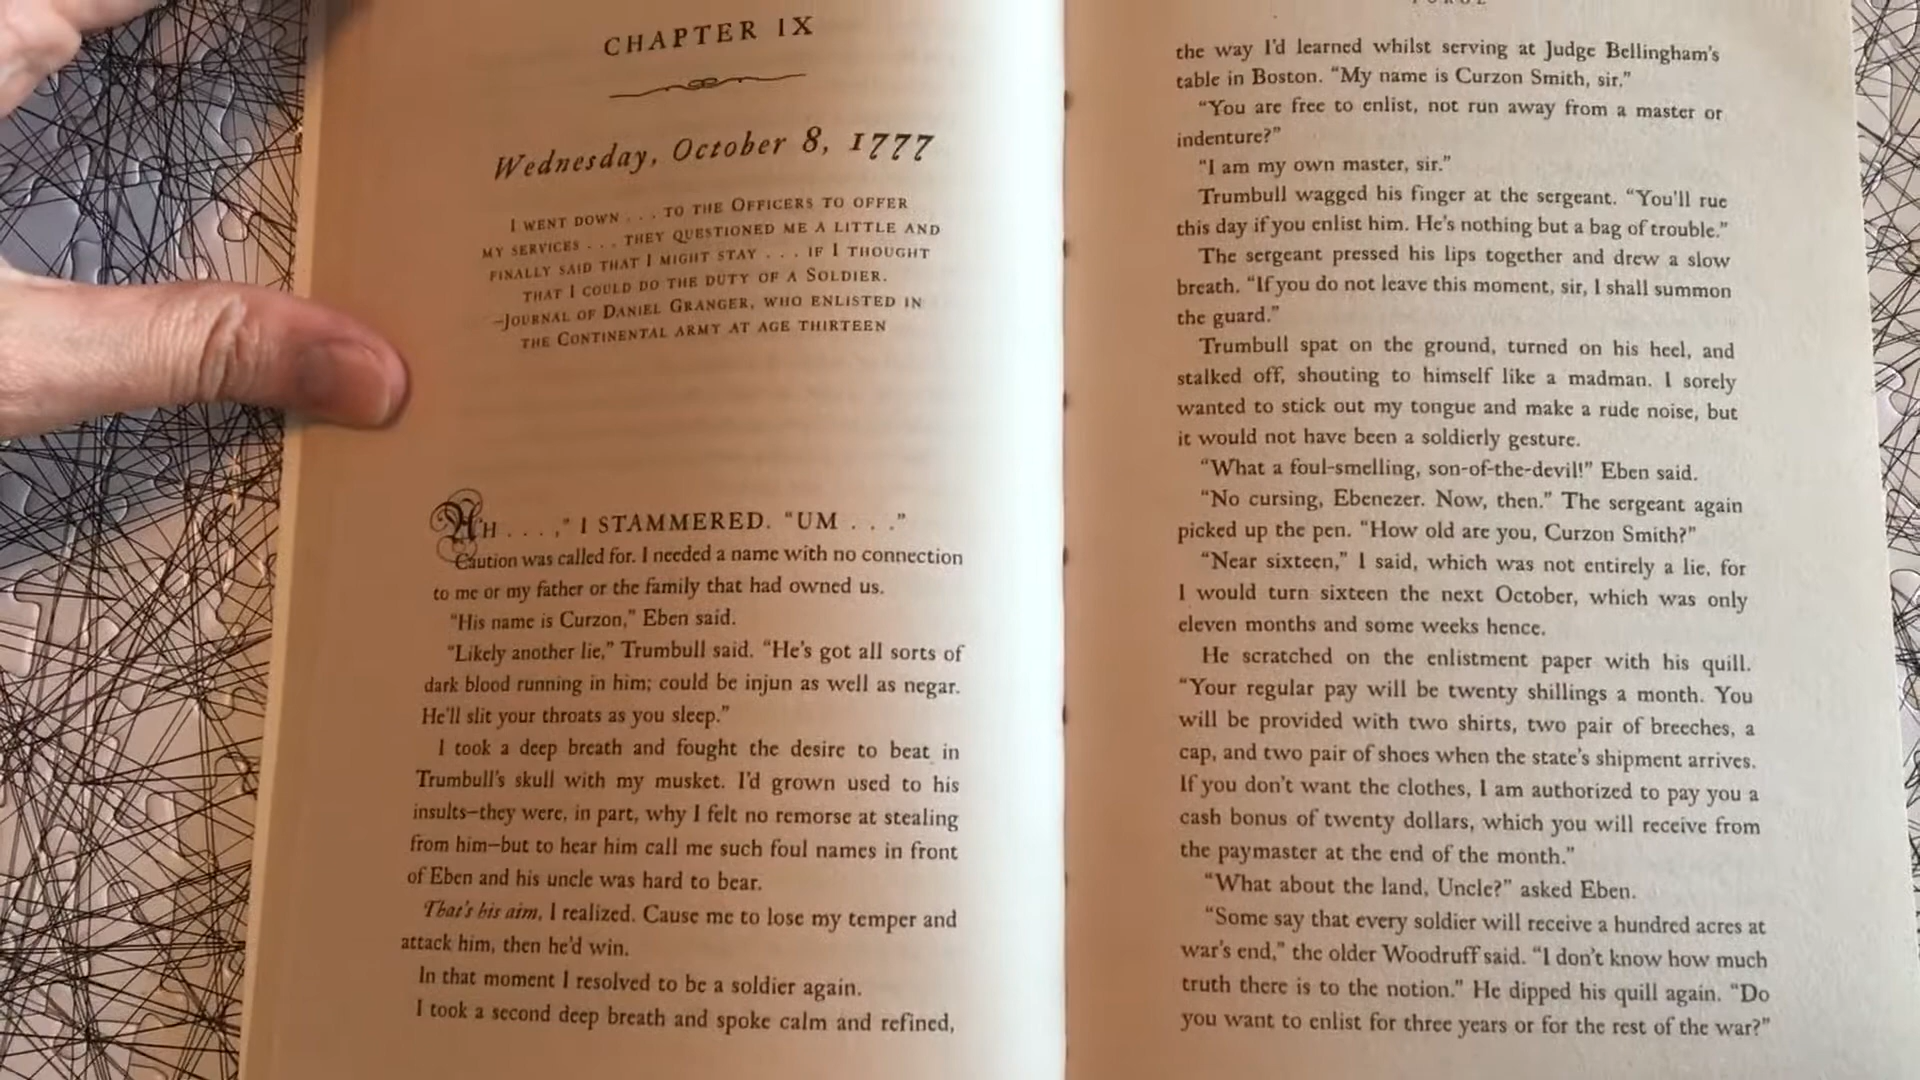 CHAPTER IX
Wednesday, October 8, 1777
I WENT DOWN . . . TO THE OFFICERS TO OFFER
MY SERVICES . . . THEY QUESTIONED ME A LITTLE AND
FINALLY SAID THAT I MIGHT STAY . . . IF I THOUGHT
THAT I COULD DO THE DUTY OF A SOLDIER.
–JOURNAL OF DANIEL GRANGER, WHO ENLISTED IN
THE CONTINENTAL ARMY AT AGE THIRTEEN
AH . . . ,” I STAMMERED. “UM . . .”
Caution was called for. I needed a name with no connection
to me or my father or the family that had owned us.
“His name is Curzon,” Eben said.
“Likely another lie,” Trumbull said. “He’s got all sorts of
dark blood running in him; could be injun as well as negar.
He’ll slit your throats as you sleep.”
I took a deep breath and fought the desire to beat in
Trumbull’s skull with my musket. I’d grown used to his
insults—they were, in part, why I felt no remorse at stealing
from him—but to hear him call me such foul names in front
of Eben and his uncle was hard to bear.
That’s his aim, I realized. Cause me to lose my temper and
attack him, then he’d win.
In that moment I resolved to be a soldier again.
I took a second deep breath and spoke calm and refined,
the way I’d learned whilst serving at Judge Bellingham’s
table in Boston. “My name is Curzon Smith, sir.”
“You are free to enlist, not run away from a master or
indenture?”
“I am my own master, sir.”
Trumbull wagged his finger at the sergeant. “You’ll rue
this day if you enlist him. He’s nothing but a bag of trouble.”
The sergeant pressed his lips together and drew a slow
breath. “If you do not leave this moment, sir, I shall summon
the guard.”
Trumbull spat on the ground, turned on his heel, and
stalked off, shouting to himself like a madman. I sorely
wanted to stick out my tongue and make a rude noise, but
it would not have been a soldierly gesture.
“What a foul-smelling, son-of-the-devil!” Eben said.
“No cursing, Ebenezer. Now, then.” The sergeant again
picked up the pen. “How old are you, Curzon Smith?”
“Near sixteen,” I said, which was not entirely a lie, for
I would turn sixteen the next October, which was only
eleven months and some weeks hence.
He scratched on the enlistment paper with his quill.
“Your regular pay will be twenty shillings a month. You
will be provided with two shirts, two pair of breeches, a
cap, and two pair of shoes when the state’s shipment arrives.
If you don’t want the clothes, I am authorized to pay you a
cash bonus of twenty dollars, which you will receive from
the paymaster at the end of the month.”
“What about the land, Uncle?” asked Eben.
“Some say that every soldier will receive a hundred acres at
war’s end,” the older Woodruff said. “I don’t know how much
truth there is to the notion.” He dipped his quill again. “Do
you want to enlist for three years or for the rest of the war?”